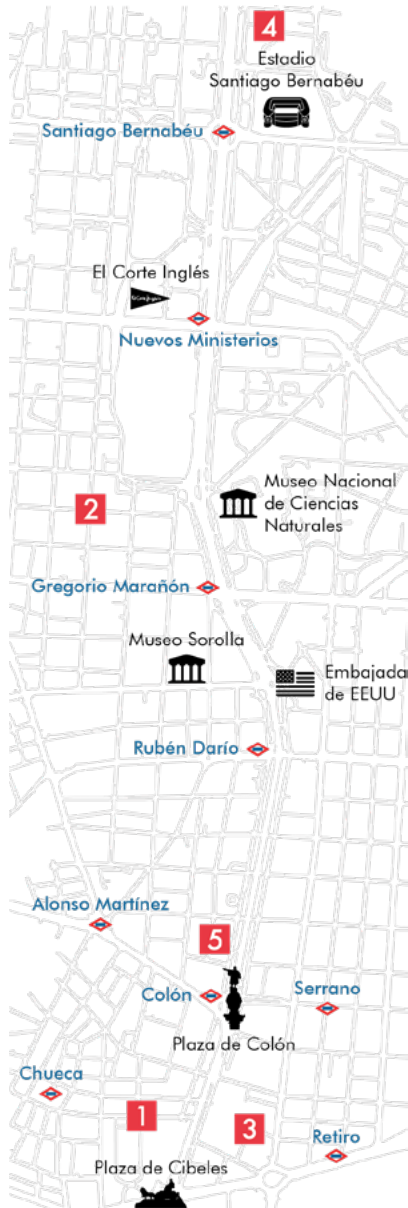 4
Estadio
Santiago Bernabéu
Santiago Bernabéu
El Corte Inglés
Nuevos Ministerios
2
Museo Nacional
de Ciencias
Naturales
Gregorio Marañón
Museo Sorolla
Embajada
de EEUU
Rubén Darío
Alonso Martínez
5
Colón
Serrano
Plaza de Colón
Chueca
1
3
Retiro
Plaza de Cibeles